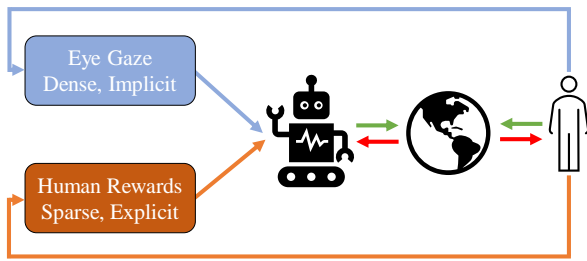 Eye Gaze
Dense, Implicit
Human Rewards
Sparse, Explicit